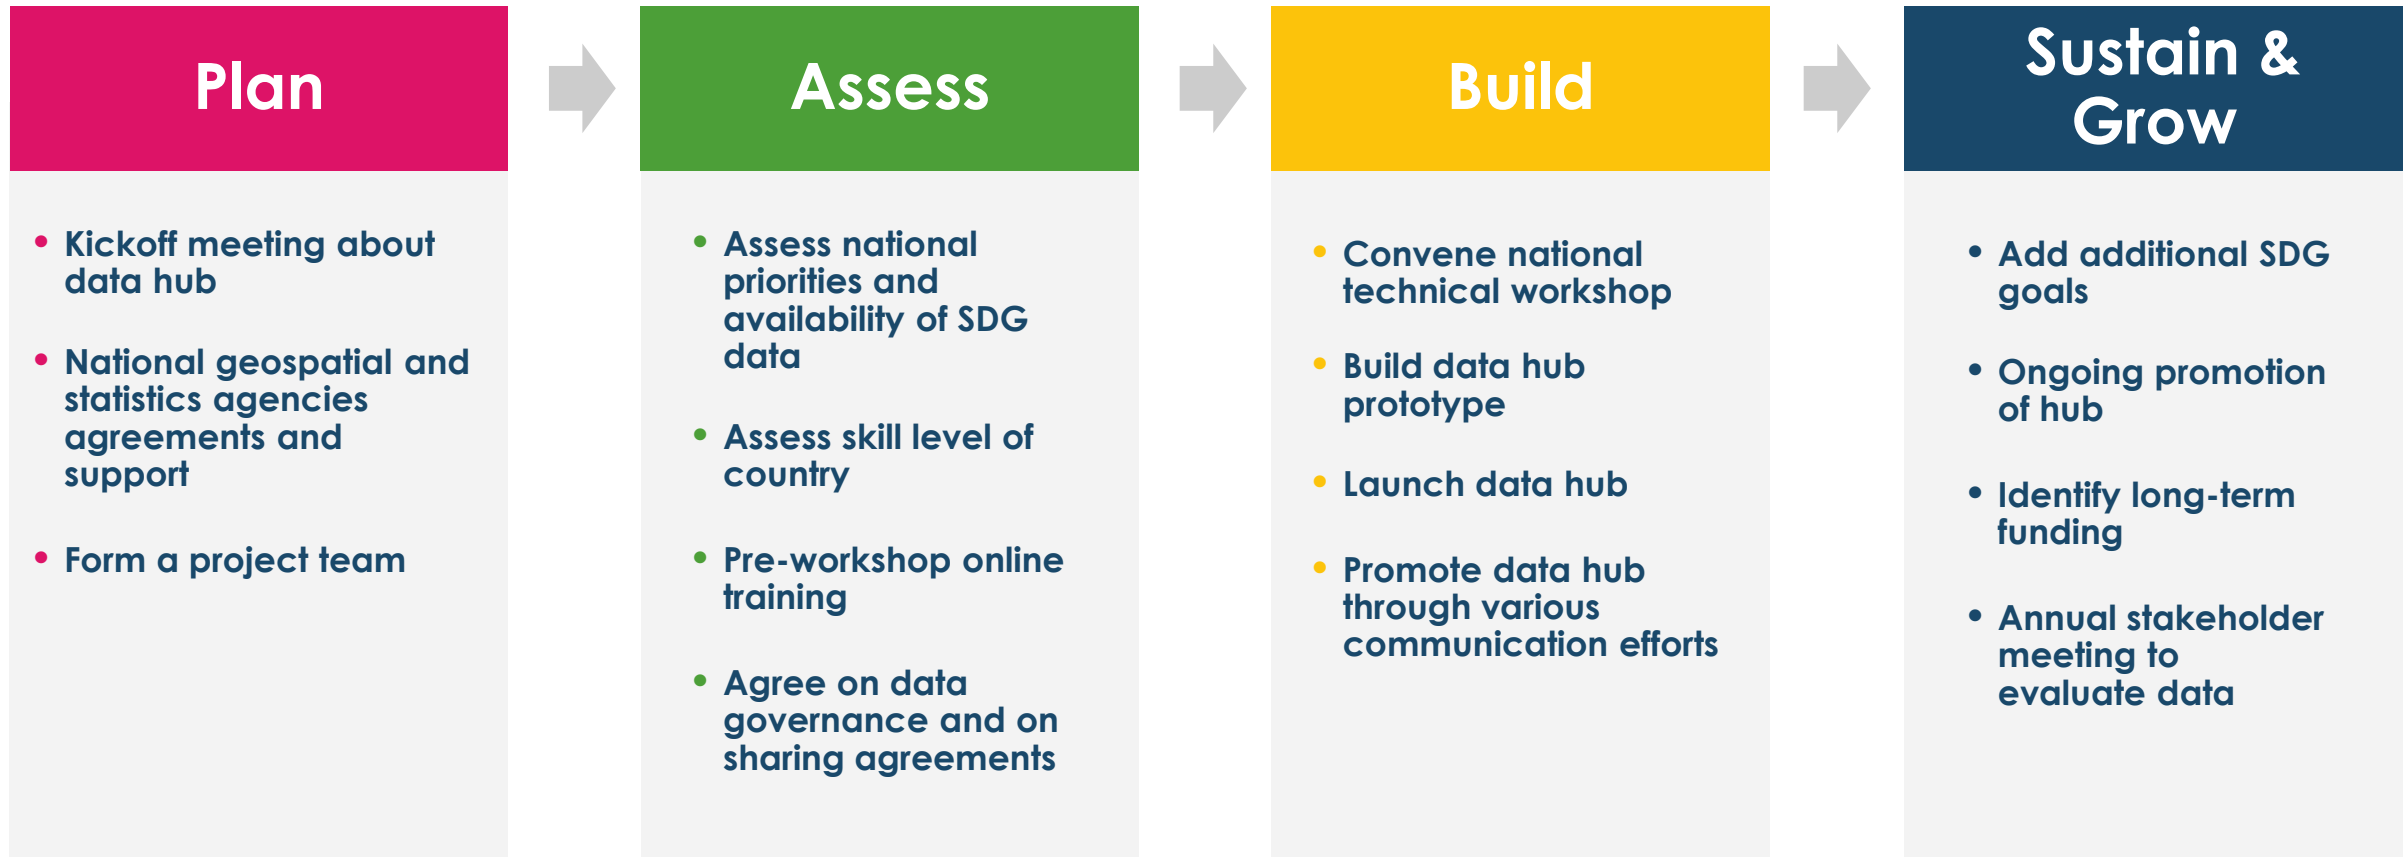 Plan
• Kickoff meeting about
data hub
• National geospatial and
statistics agencies
agreements and
support
• Form a project team
Assess
• Assess national
priorities and
availability of SDG
data
• Assess skill level of
country
• Pre-workshop online
training
• Agree on data
governance and on
sharing agreements
Build
• Convene national
technical workshop
• Build data hub
prototype
• Launch data hub
• Promote data hub
through various
communication efforts
Sustain &
Grow
• Add additional SDG
goals
• Ongoing promotion
of hub
• Identify long-term
funding
• Annual stakeholder
meeting to
evaluate data